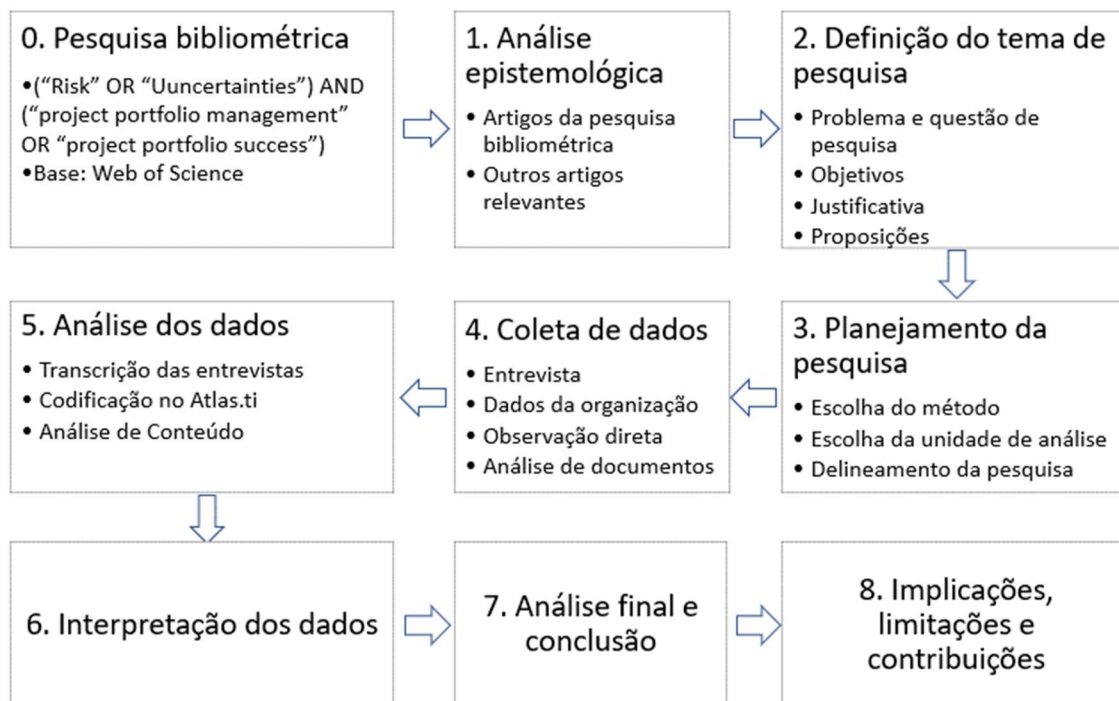 0. Pesquisa bibliométrica
•(“Risk” OR “Uuncertainties”) AND
(“project portfolio management”
OR “project portfolio success”)
•Base: Web of Science
1. Análise
epistemológica
• Artigos da pesquisa
bibliométrica
• Outros artigos
relevantes
2. Definição do tema de
pesquisa
• Problema e questão de
pesquisa
• Objetivos
• Justificativa
• Proposições
3. Planejamento da
pesquisa
• Escolha do método
• Escolha da unidade de análise
• Delineamento da pesquisa
4. Coleta de dados
• Entrevista
• Dados da organização
• Observação direta
• Análise de documentos
5. Análise dos dados
• Transcrição das entrevistas
• Codificação no Atlas.ti
• Análise de Conteúdo
6. Interpretação dos dados
7. Análise final e
conclusão
8. Implicações,
limitações e
contribuições